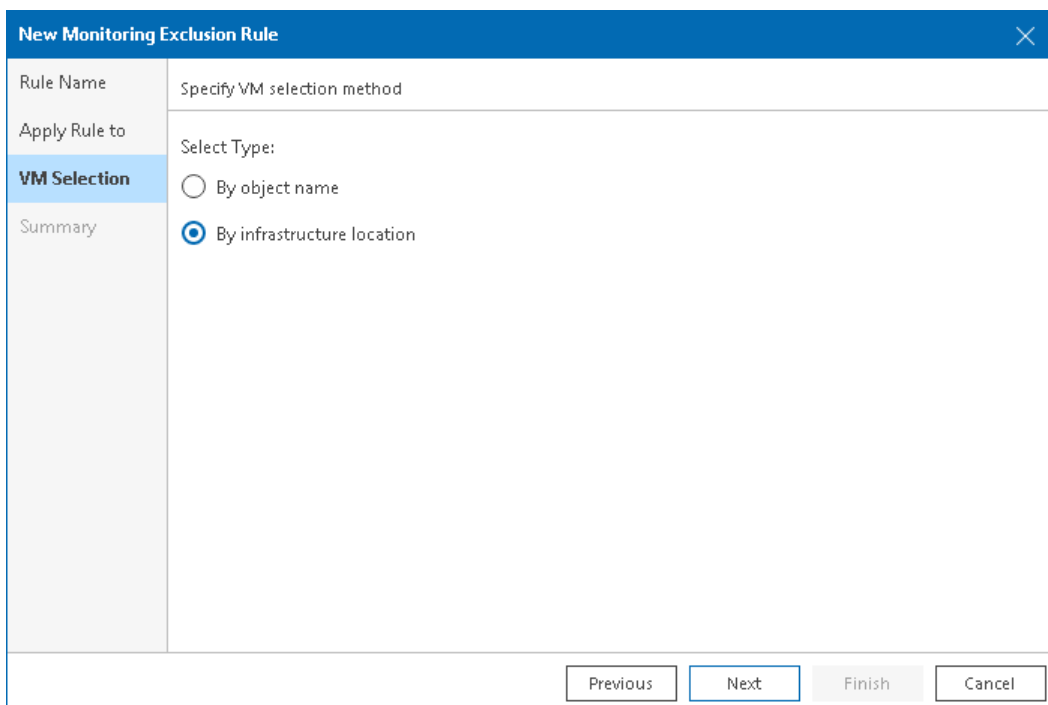 New Monitoring Exclusion Rule
Rule Name
Apply Rule to
VM Selection
Summary
Specify VM selection method
Select Type:
By object name
By infrastructure location
Previous
Next
Finish
Cancel